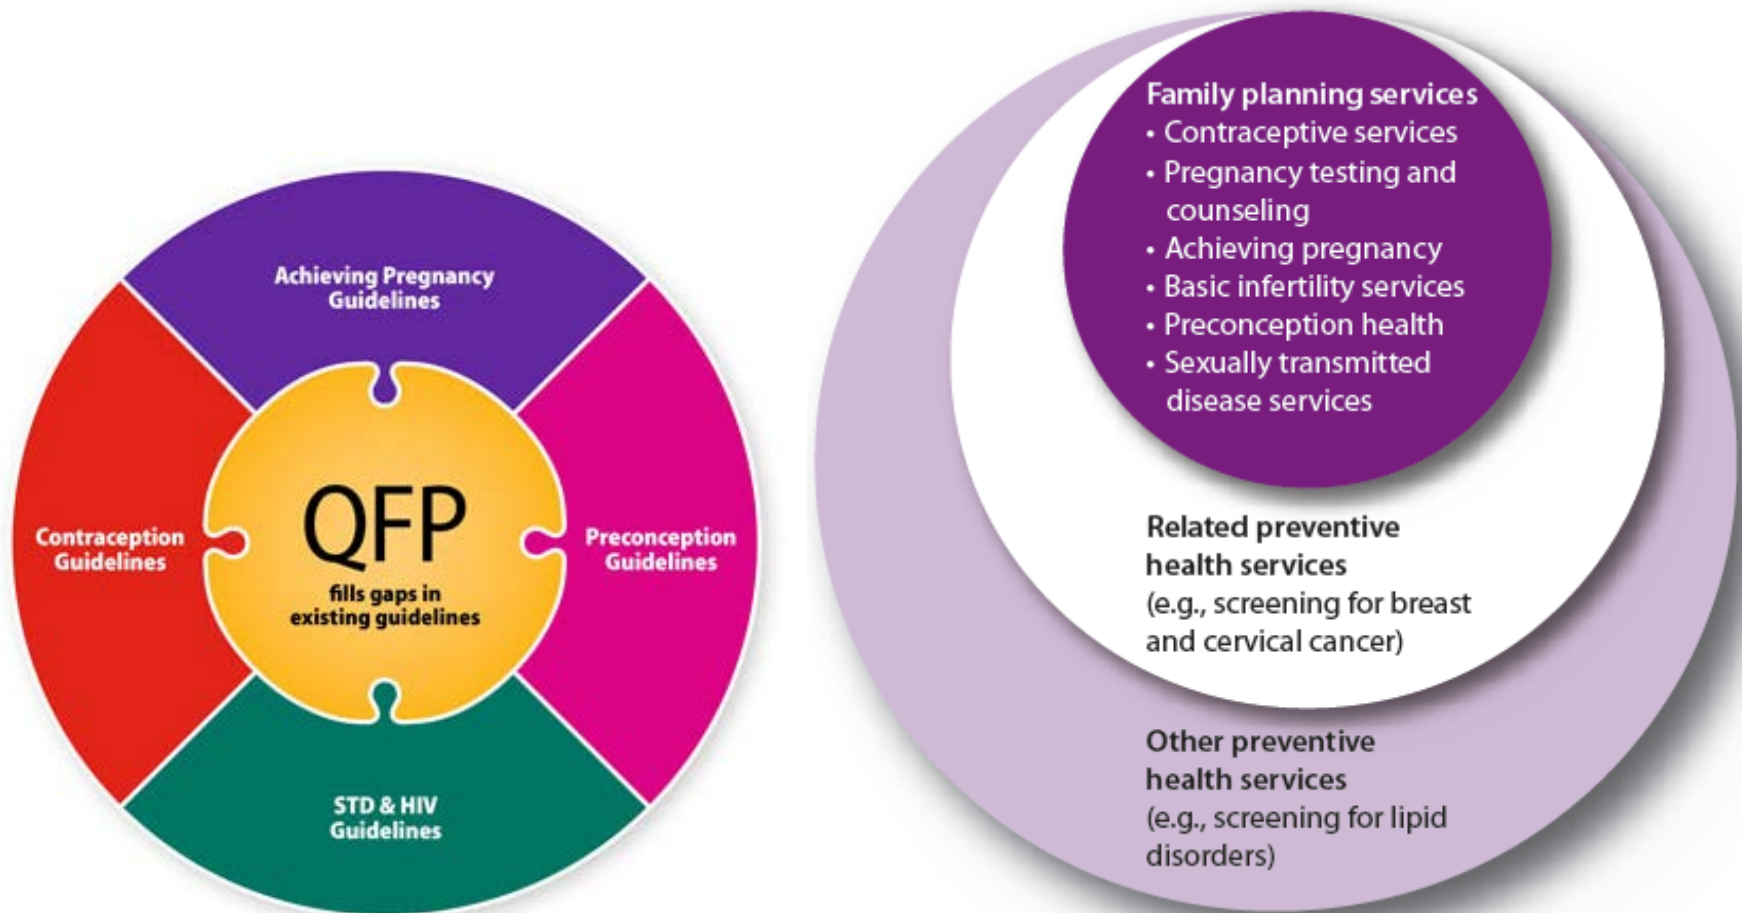 Achieving Pregnancy
Guidelines
Contraception
Guidelines
QFP
fills gaps in
existing guidelines
Preconception
Guidelines
STD & HIV
Guidelines
Family planning services
• Contraceptive services
• Pregnancy testing and
counseling
• Achieving pregnancy
• Basic infertility services
• Preconception health
• Sexually transmitted
disease services
Related preventive
health services
(e.g., screening for breast
and cervical cancer)
Other preventive
health services
(e.g., screening for lipid
disorders)